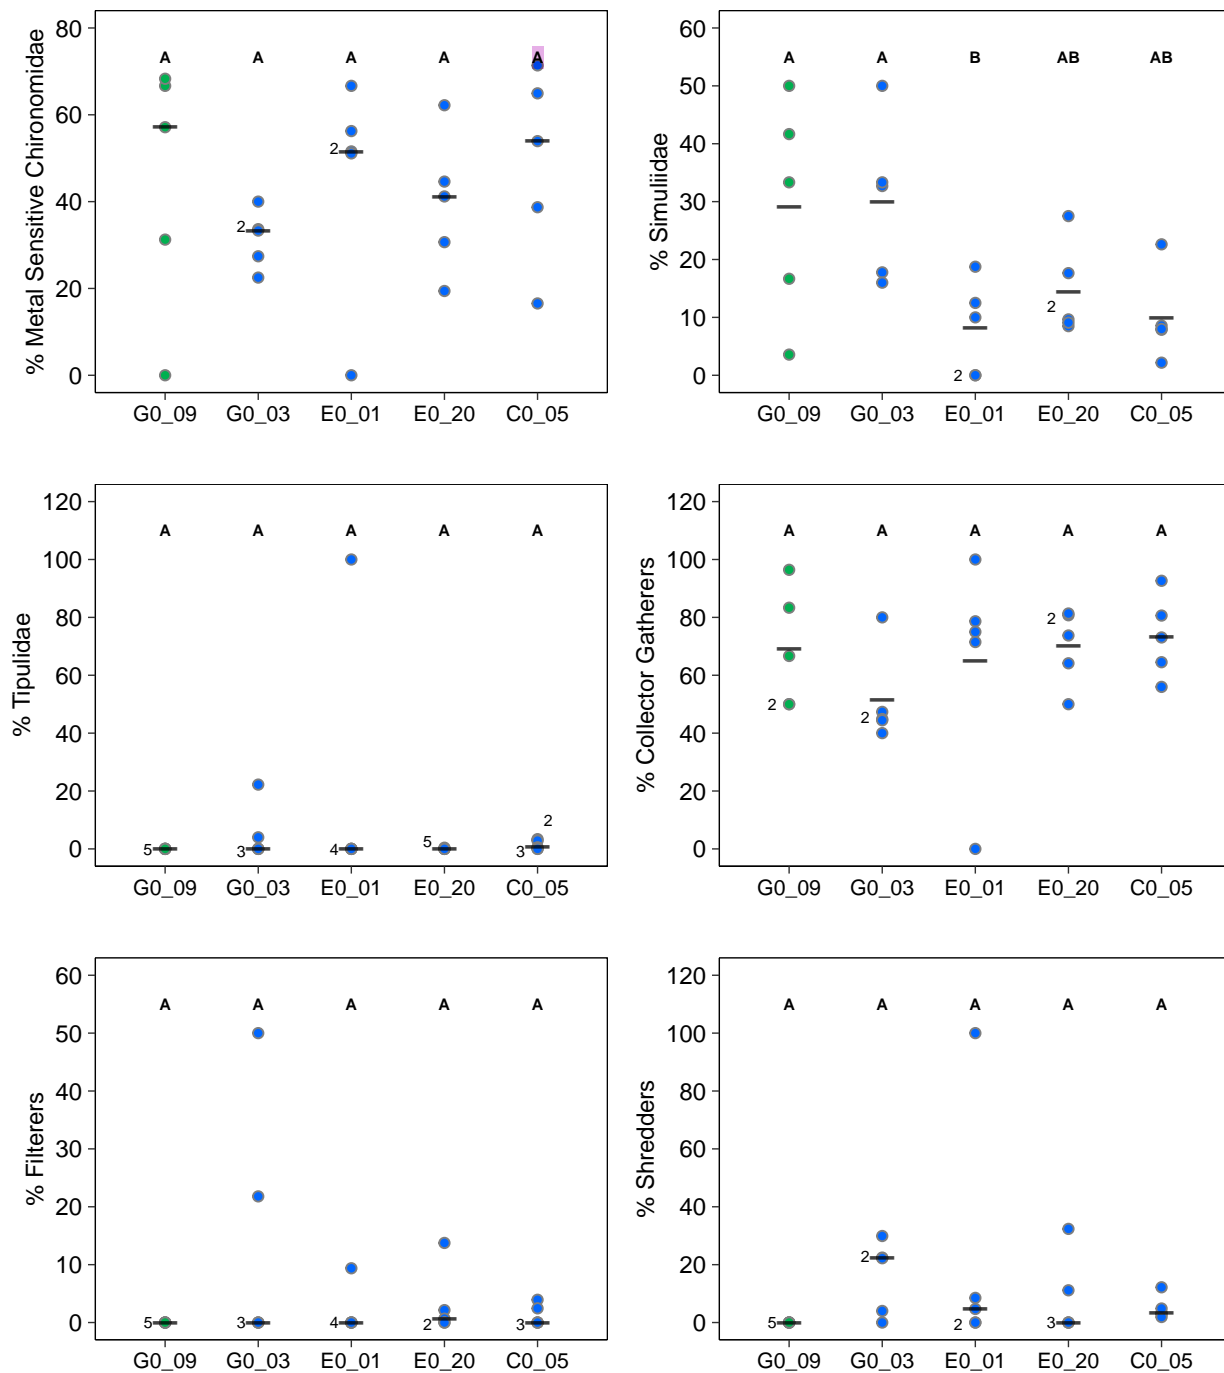 % Metal Sensitive Chironomidae
80
60
40
20
0
A A A A A
2
2
G0_09 G0_03 E0_01 E0_20 C0_05
% Simuliidae
60
50
40
30
20
10
0
A A B AB AB
2
2
G0_09 G0_03 E0_01 E0_20 C0_05
% Tipulidae
120
100
80
60
40
20
0
A A A A A
5 3 4 5 3 2
G0_09 G0_03 E0_01 E0_20 C0_05
% Collector Gatherers
120
100
80
60
40
20
0
A A A A A
2 2 2
G0_09 G0_03 E0_01 E0_20 C0_05
% Filterers
60
50
40
30
20
10
0
A A A A A
5 3 4 2 3
G0_09 G0_03 E0_01 E0_20 C0_05
% Shredders
120
100
80
60
40
20
0
A A A A A
5 2 2 3
G0_09 G0_03 E0_01 E0_20 C0_05